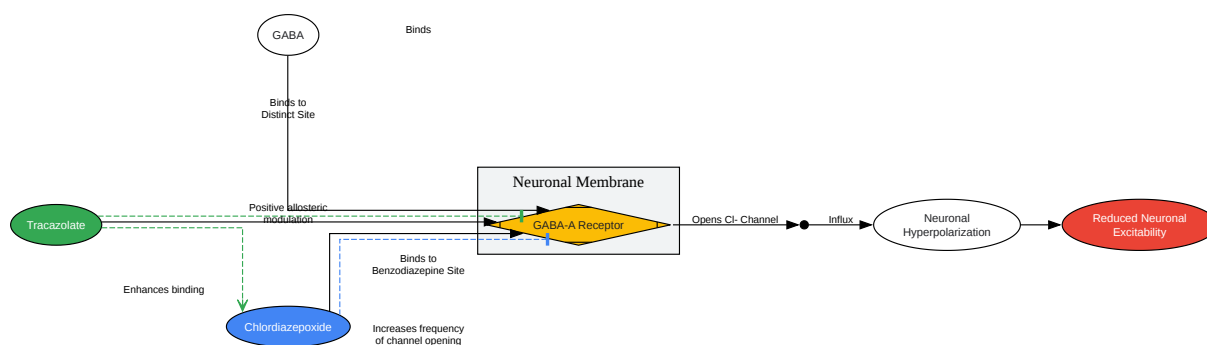 GABA
Binds
Binds to
Distinct Site
Neuronal Membrane
Positive allosteric
modulation
Tracazolate
GABA-A Receptor
Opens Cl- Channel
Influx
Neuronal
Hyperpolarization
Reduced Neuronal
Excitability
Binds to
Benzodiazepine Site
Enhances binding
Chlordiazepoxide
Increases frequency
of channel opening